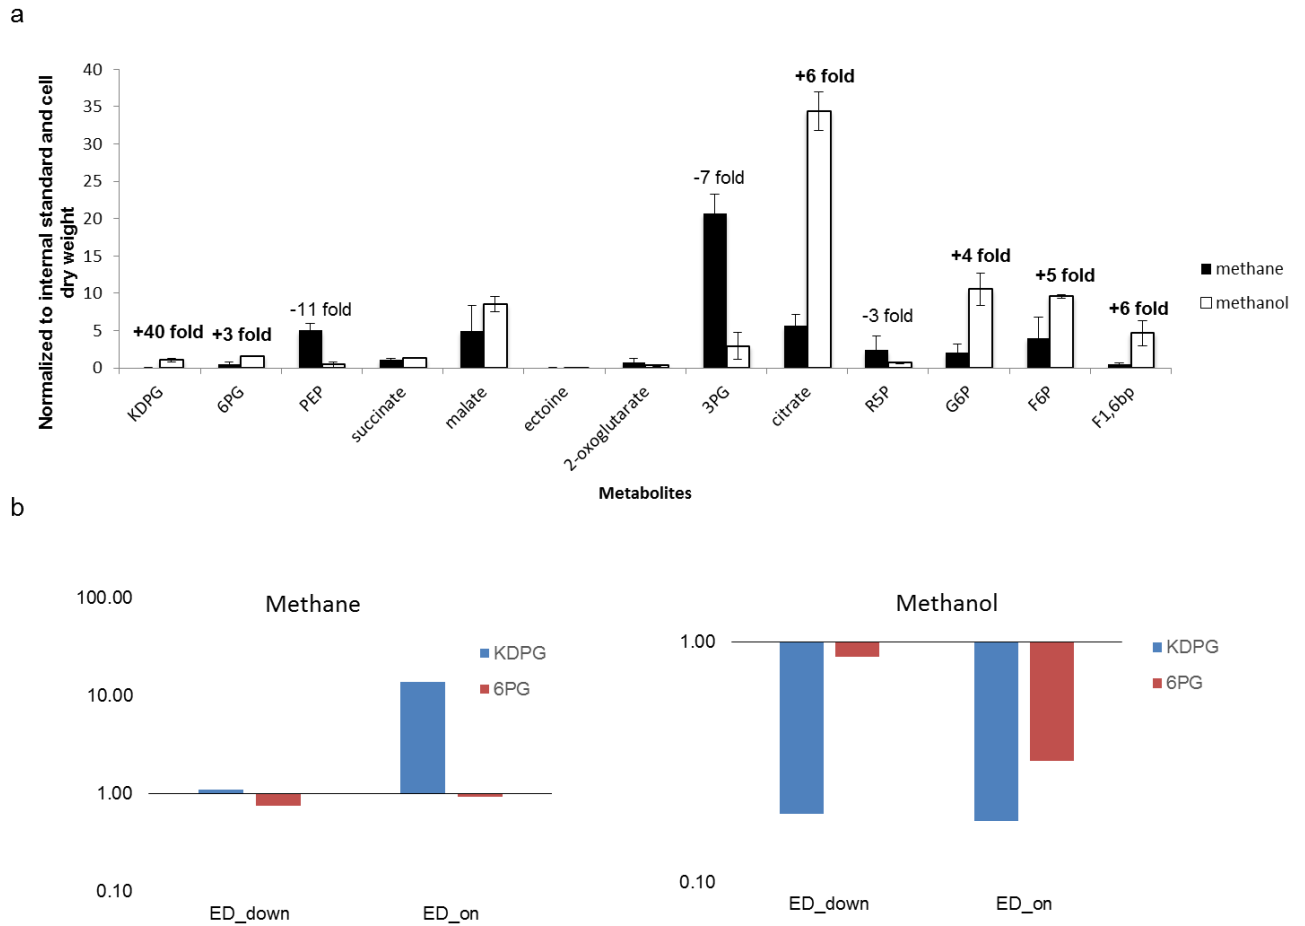 a
Normalized to internal standard and cell
dry weight
40
35
30
25
20
15
10
5
0
+40 fold
+3 fold
-11 fold
-7 fold
+6 fold
-3 fold
+4 fold
+5 fold
+6 fold
methane
methanol
KDPG
6PG
PEP
succinate
malate
ectoine
2-oxoglutarate
3PG
citrate
R5P
G6P
F6P
F1,6bp
Metabolites
b
Methane
100.00
10.00
1.00
0.10
KDPG
6PG
ED_down
ED_on
Methanol
1.00
0.10
KDPG
6PG
ED_down
ED_on